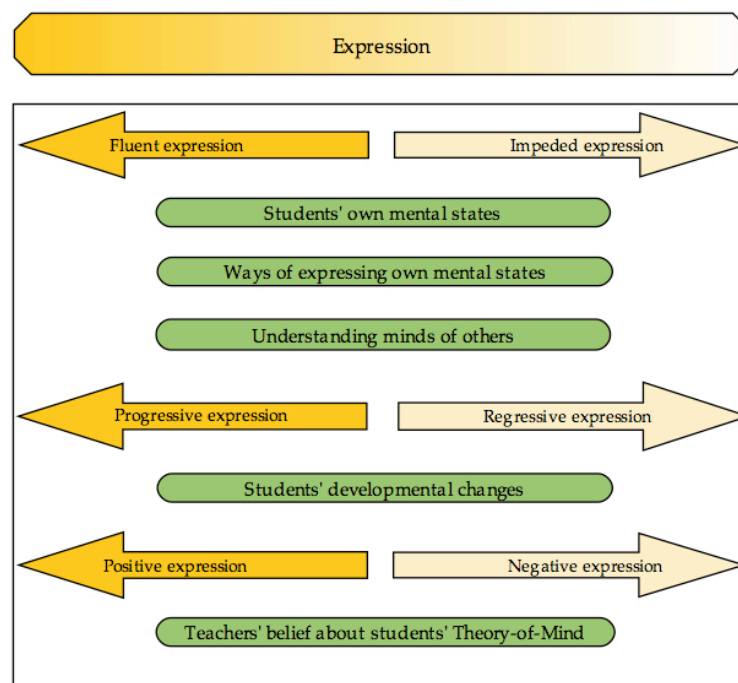 Expression
Fluent expression
Impeded expression
Students' own mental states
Ways of expressing own mental states
Understanding minds of others
Progressive expression
Regressive expression
Students' developmental changes
Positive expression
Negative expression
Teachers' belief about students' Theory-of-Mind